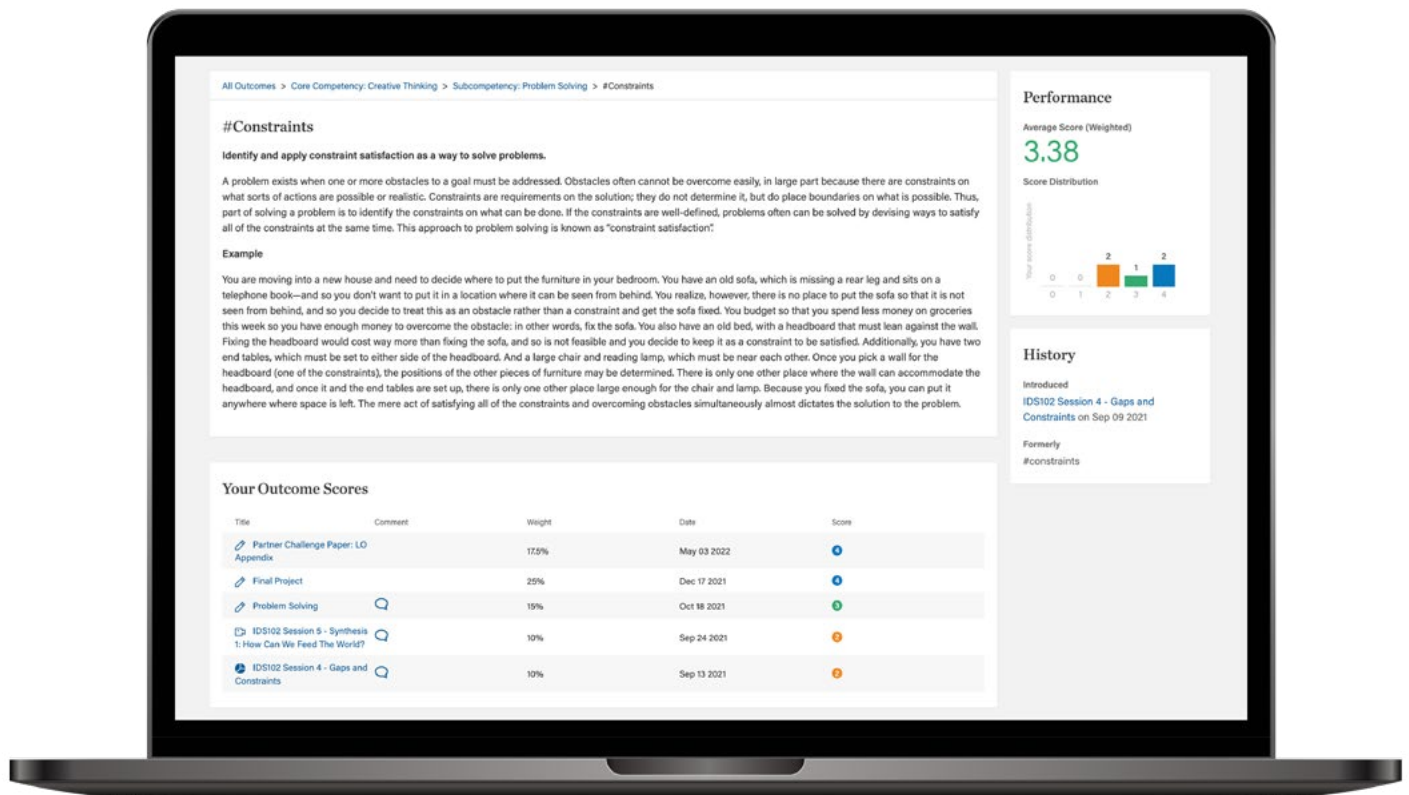 All Outcomes > Core Competency: Creative Thinking > Subcompetency: Problem Solving > #Constraints
#Constraints
Identify and apply constraint satisfaction as a way to solve problems.
A problem exists when one or more obstacles to a goal must be addressed. Obstacles often cannot be overcome easily, in large part because there are constraints on
what sorts of actions are possible or realistic. Constraints are requirements on the solution; they do not determine it, but do place boundaries on what is possible. Thus,
part of solving a problem is to identify the constraints on what can be done. If the constraints are well-defined, problems often can be solved by devising ways to satisfy
all of the constraints at the same time. This approach to problem solving is known as "constraint satisfaction".
Example
You are moving into a new house and need to decide where to put the furniture in your bedroom. You have an old sofa, which is missing a rear leg and sits on a
telephone book—and so you don't want to put it in a location where it can be seen from behind. You realize, however, there is no place to put the sofa so that it is not
seen from behind, and so you decide to treat this as an obstacle rather than a constraint and get the sofa fixed. You budget so that you spend less money on groceries
this week so you have enough money to overcome the obstacle: in other words, fix the sofa. You also have an old bed, with a headboard that must lean against the wall.
Fixing the headboard would cost way more than fixing the sofa, and so is not feasible and you decide to keep it as a constraint to be satisfied. Additionally, you have two
end tables, which must be set to either side of the headboard. And a large chair and reading lamp, which must be near each other. Once you pick a wall for the
headboard (one of the constraints), the positions of the other pieces of furniture may be determined. There is only one other place where the wall can accommodate the
headboard, and once it and the end tables are set up, there is only one other place large enough for the chair and lamp. Because you fixed the sofa, you can put it
anywhere where space is left. The mere act of satisfying all of the constraints and overcoming obstacles simultaneously almost dictates the solution to the problem.
Your Outcome Scores
Title Comment Weight Date Score
Partner Challenge Paper: LO
Appendix 17.5% May 03 2022 4
Final Project 25% Dec 17 2021 4
Problem Solving 15% Oct 18 2021 3
IDS102 Session 5 - Synthesis
1: How Can We Feed The World? 10% Sep 24 2021 2
IDS102 Session 4 - Gaps and
Constraints 10% Sep 13 2021 2
Performance
Average Score (Weighted)
3.38
Score Distribution
Your score distribution
0 0 2 1 2
0 1 2 3 4
History
Introduced
IDS102 Session 4 - Gaps and
Constraints on Sep 09 2021
Formerly
#constraints